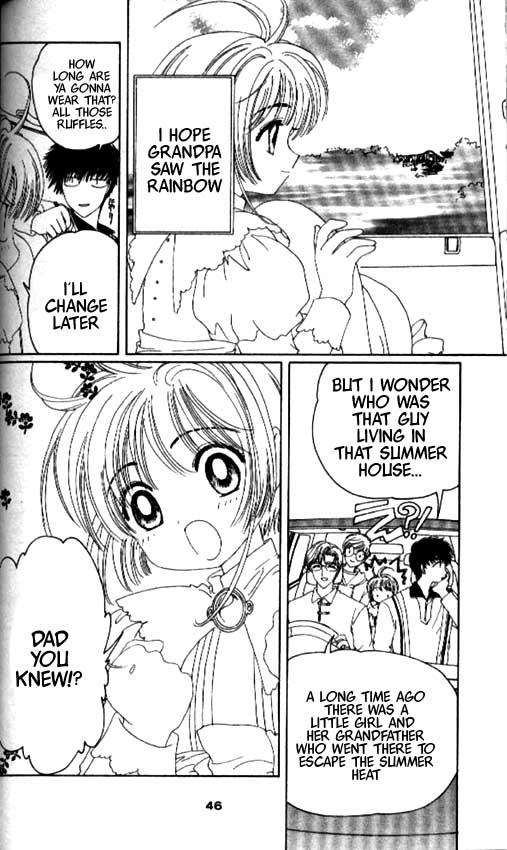 I HOPE
GRANDPA
SAW THE
RAINBOW
HOW
LONG ARE
YA GONNA
WEAR THAT?
ALL THOSE
RUFFLES..
I'LL
CHANGE
LATER
BUT I WONDER
WHO WAS
THAT GUY
LIVING IN
THAT SUMMER
HOUSE...
?!
A LONG TIME AGO
THERE WAS A
LITTLE GIRL AND
HER GRANDFATHER
WHO WENT THERE TO
ESCAPE THE SUMMER
HEAT
DAD
YOU
KNEW!?
46